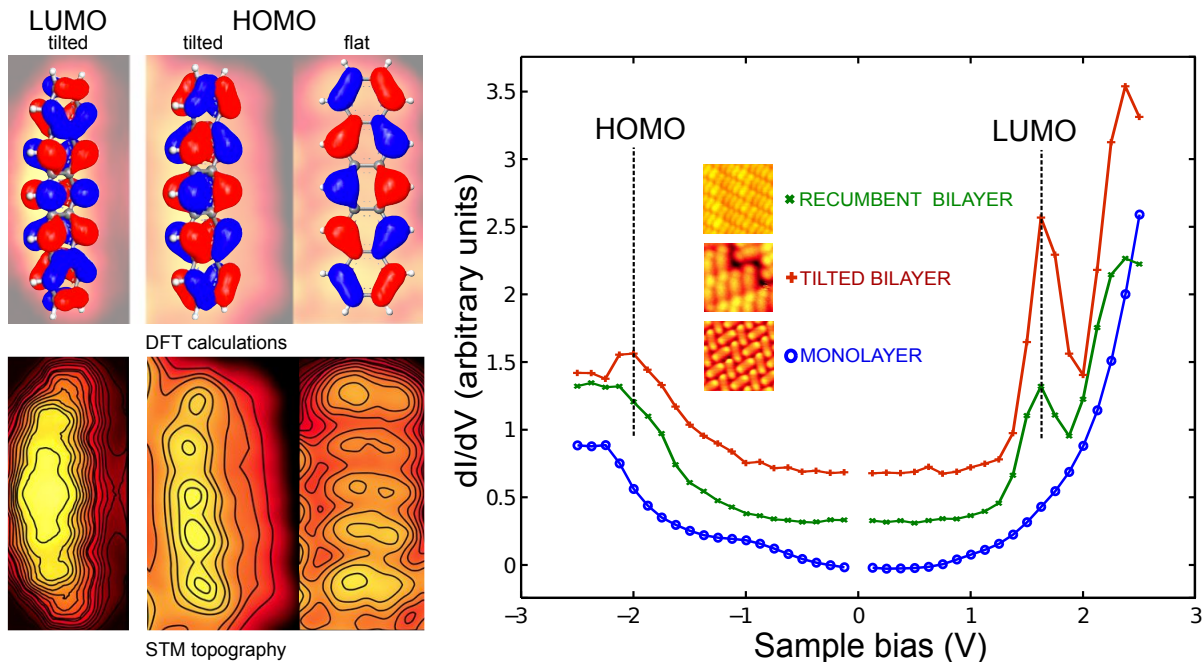 LUMO
tilted
HOMO
tilted
flat
DFT calculations
STM topography
HOMO
LUMO
RECUMBENT BILAYER
TILTED BILAYER
MONOLAYER
dI/dV (arbitrary units)
3.5
3
2.5
2
1.5
1
0.5
0
−3
−2
−1
0
1
2
3
Sample bias (V)